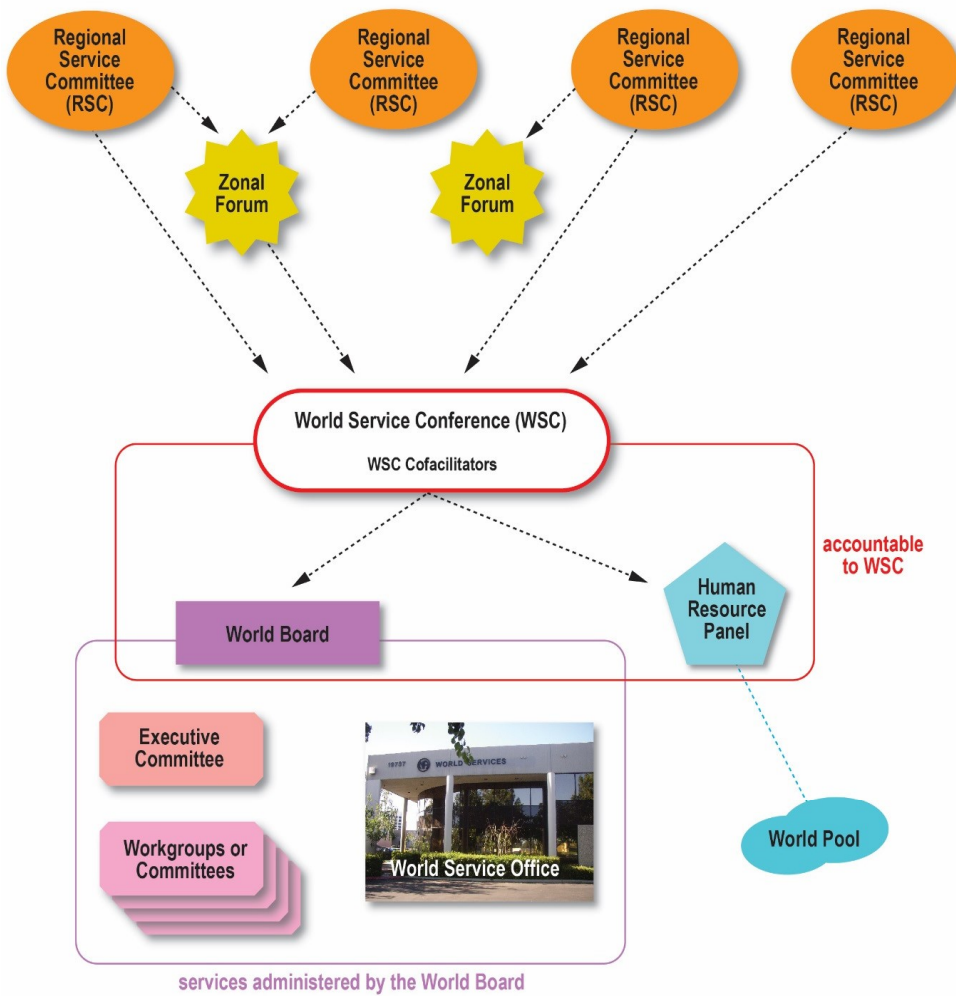 Regional
Service
Committee
(RSC)
Regional
Service
Committee
(RSC)
Regional
Service
Committee
(RSC)
Regional
Service
Committee
(RSC)
Zonal
Forum
Zonal
Forum
World Service Conference (WSC)
WSC Cofacilitators
accountable
to WSC
Human
Resource
Panel
World Board
Executive
Committee
19737 WORLD SERVICES
World Service Office
Workgroups or
Committees
World Pool
services administered by the World Board